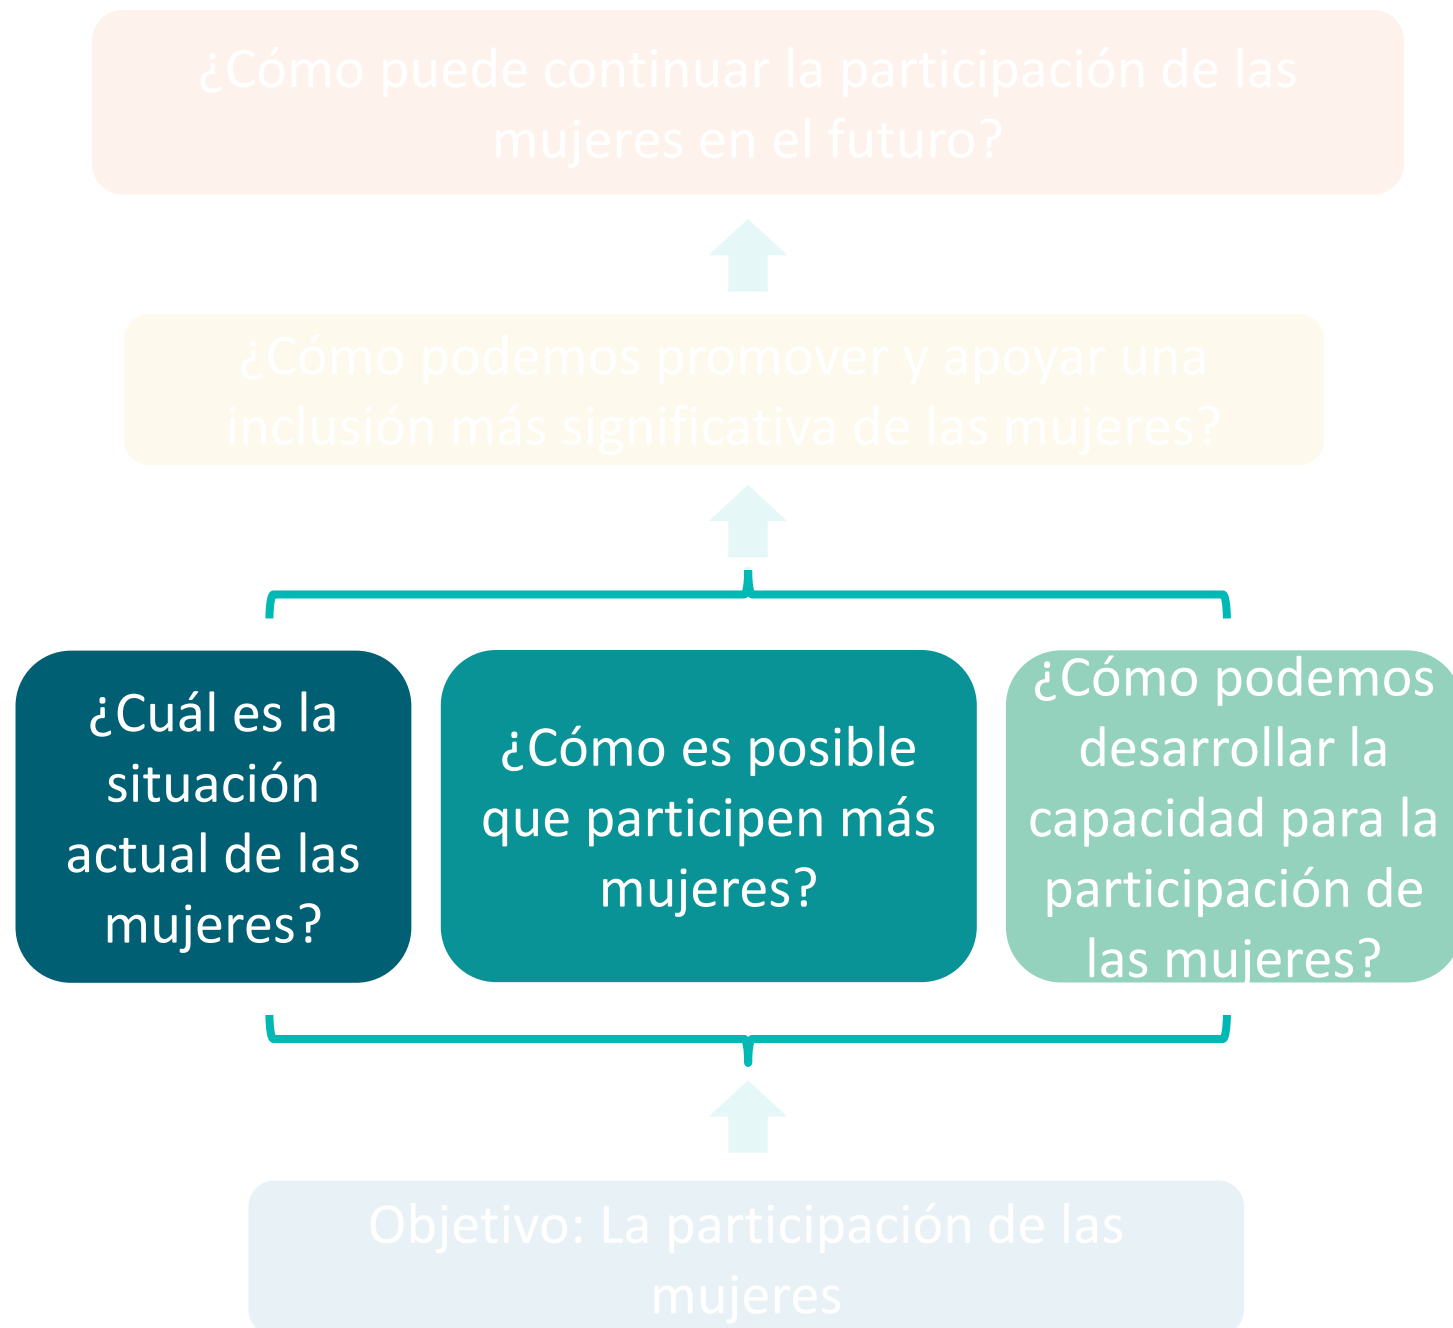 ¿Cómo puede continuar la participación de las
mujeres en el futuro?
¿Cómo podemos promover y apoyar una
inclusión más significativa de las mujeres?
¿Cuál es la
situación
actual de las
mujeres?
¿Cómo es posible
que participen más
mujeres?
¿Cómo podemos
desarrollar la
capacidad para la
participación de
las mujeres?
Objetivo: La participación de las
mujeres